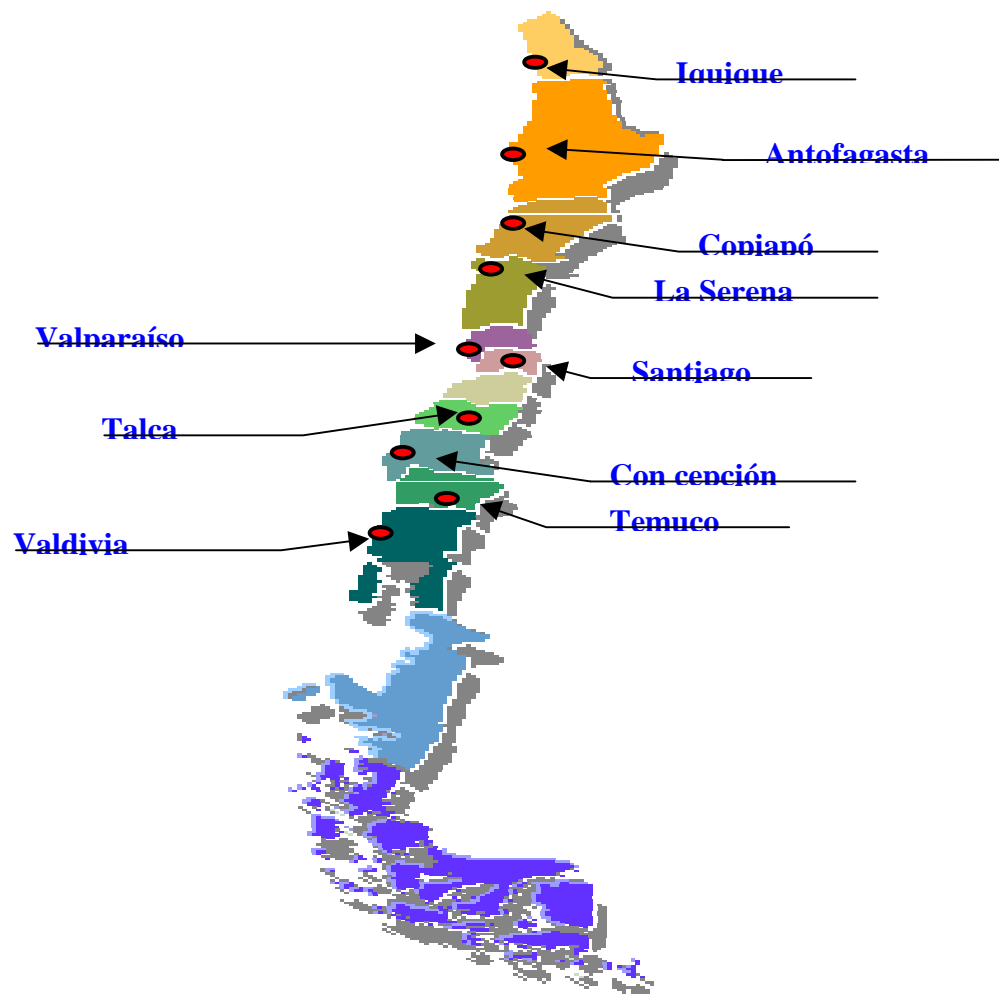 Iquique
Antofagasta
Copiapó
La Serena
Valparaíso
Santiago
Talca
Con cepción
Temuco
Valdivia